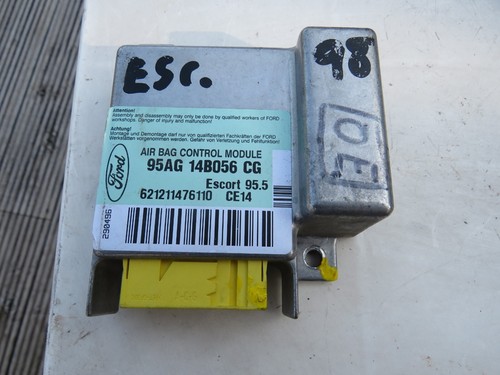 ESC.
98
OE
Attention!
Assembly and disassembly may only be done by qualified workers of FORD
workshops. Danger of injury and malfunction!
Achtung!
Montage und Demontage darf nur von qualifizierten Fachkräften der FORD
Werkstätten vorgenommen werden. Gefahr von Verletzung und Fehlfunktion!
Ford
AIR BAG CONTROL MODULE
95AG 14B056 CG
Escort 95.5
621211476110 CE14
290496